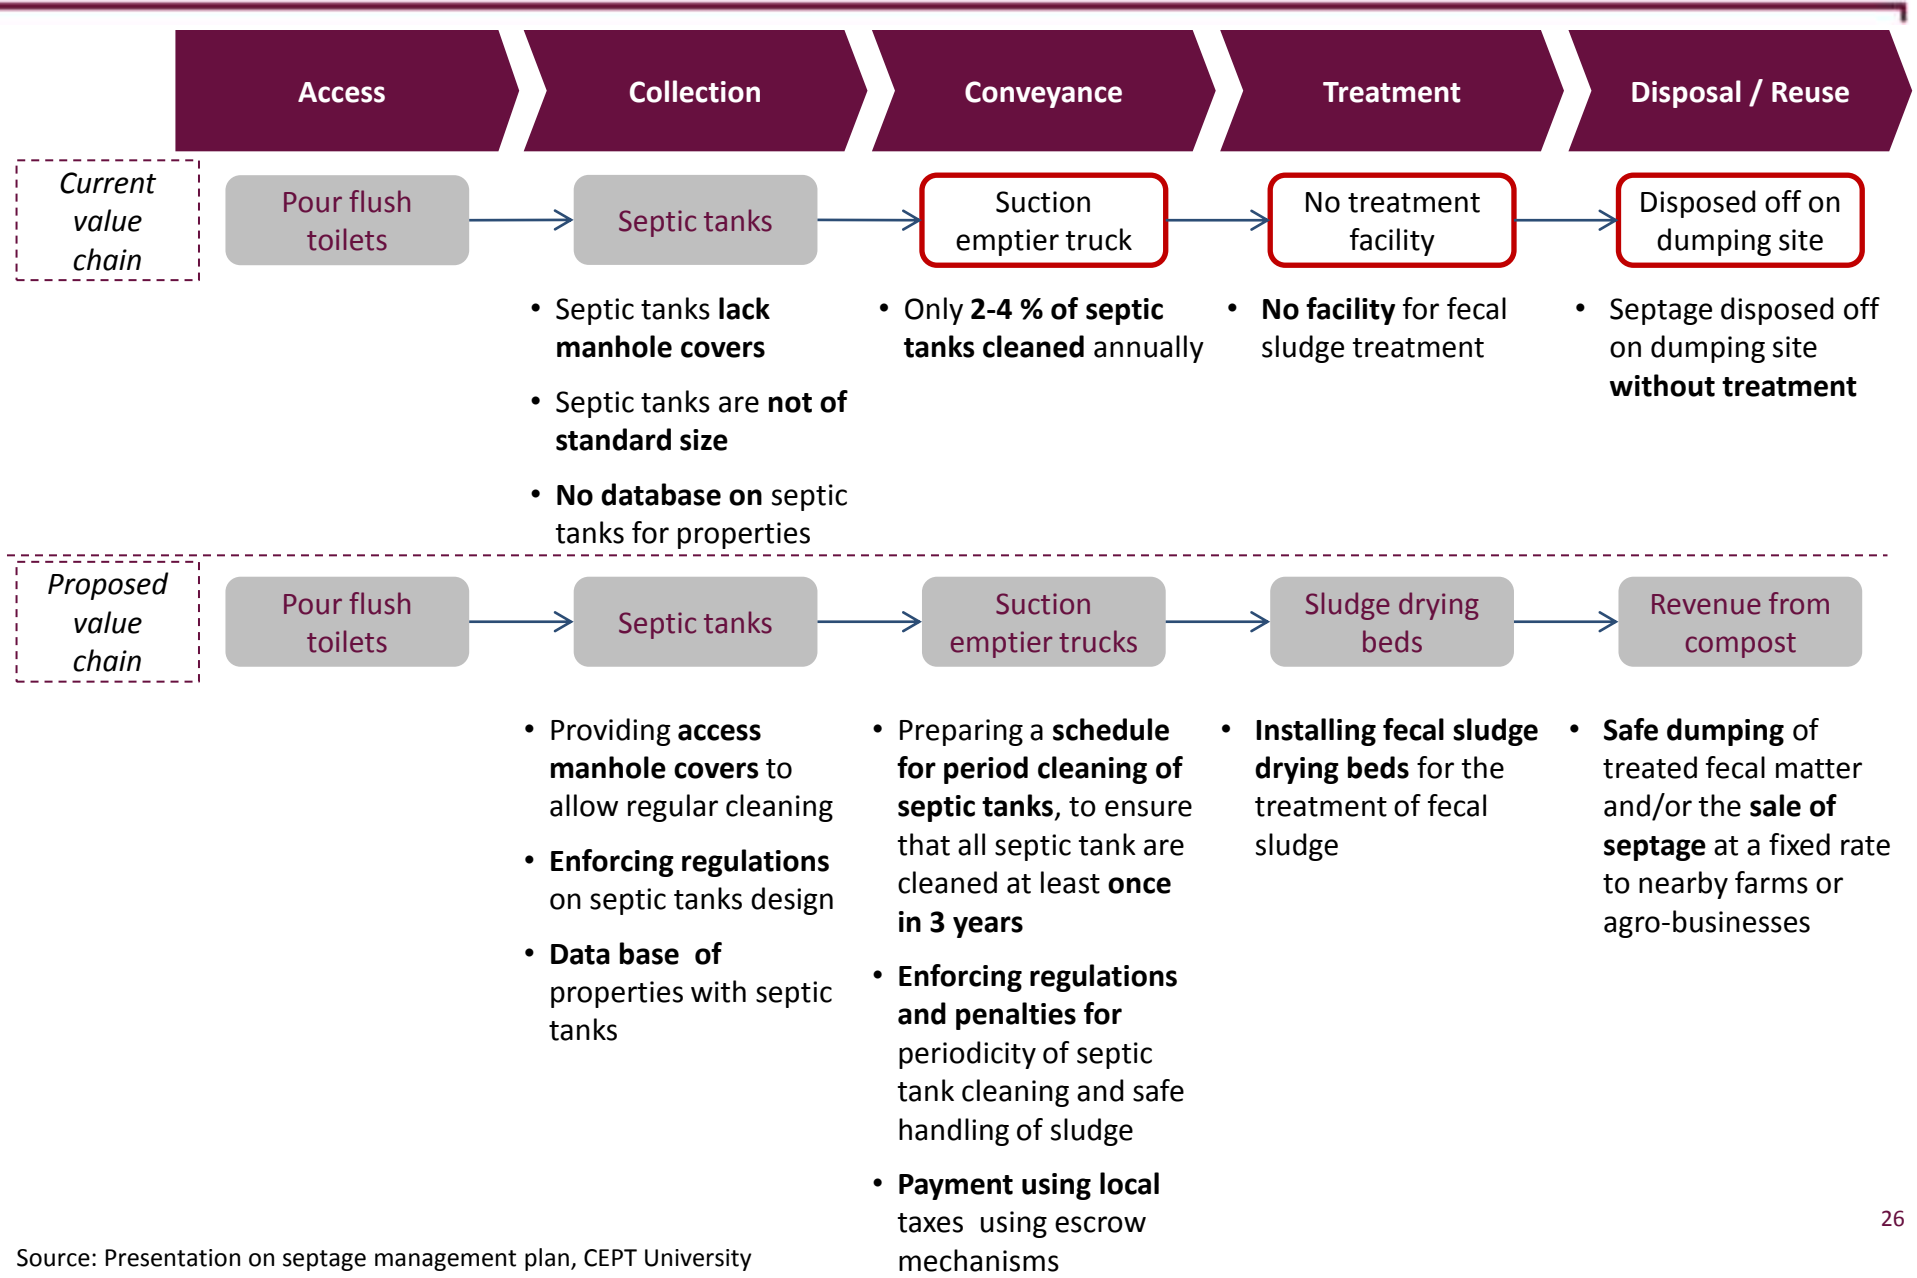 Access
Collection
Conveyance
Treatment
Disposal / Reuse
Current
value
chain
Pour flush
toilets
Septic tanks
Suction
emptier truck
No treatment
facility
Disposed off on
dumping site
• Septic tanks lack
manhole covers
• Septic tanks are not of
standard size
• No database on septic
tanks for properties
• Only 2-4 % of septic
tanks cleaned annually
• No facility for fecal
sludge treatment
• Septage disposed off
on dumping site
without treatment
Proposed
value
chain
Pour flush
toilets
Septic tanks
Suction
emptier trucks
Sludge drying
beds
Revenue from
compost
• Providing access
manhole covers to
allow regular cleaning
• Enforcing regulations
on septic tanks design
• Data base of
properties with septic
tanks
• Preparing a schedule
for period cleaning of
septic tanks, to ensure
that all septic tank are
cleaned at least once
in 3 years
• Enforcing regulations
and penalties for
periodicity of septic
tank cleaning and safe
handling of sludge
• Payment using local
taxes using escrow
mechanisms
• Installing fecal sludge
drying beds for the
treatment of fecal
sludge
• Safe dumping of
treated fecal matter
and/or the sale of
septage at a fixed rate
to nearby farms or
agro-businesses
26
Source: Presentation on septage management plan, CEPT University